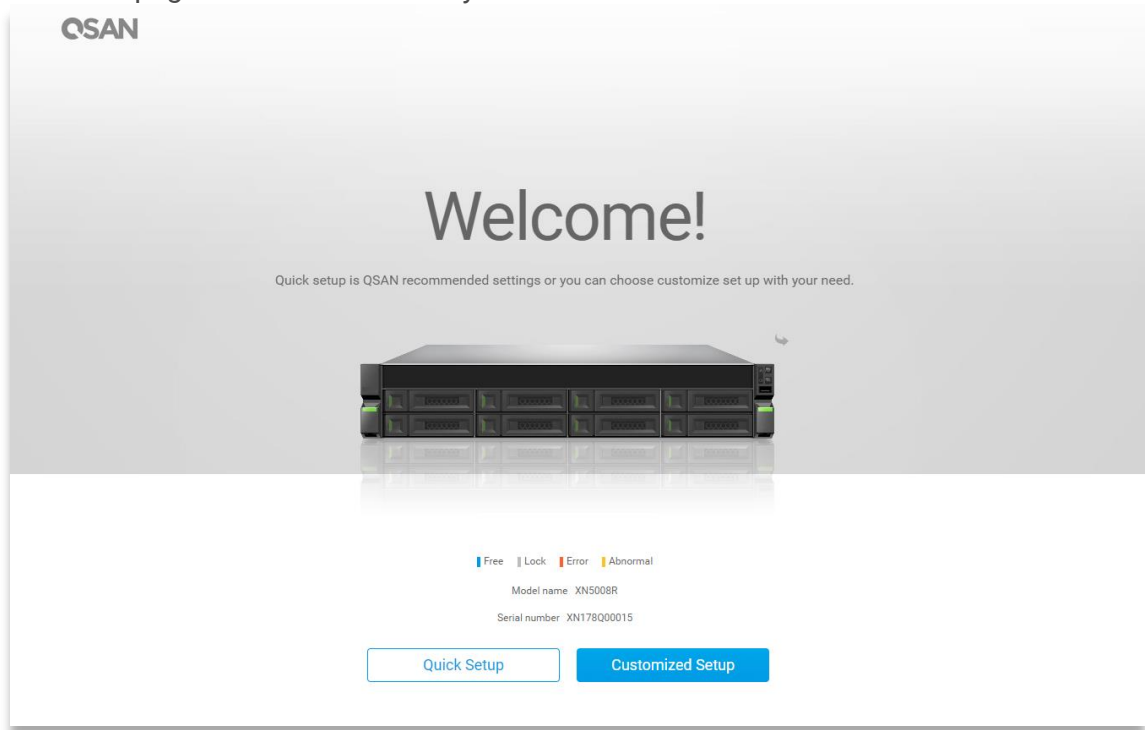 QSAN
Welcome!
Quick setup is QSAN recommended settings or you can choose customize set up with your need.
Free Lock Error Abnormal
Model name XN5008R
Serial number XN178Q00015
Quick Setup Customized Setup